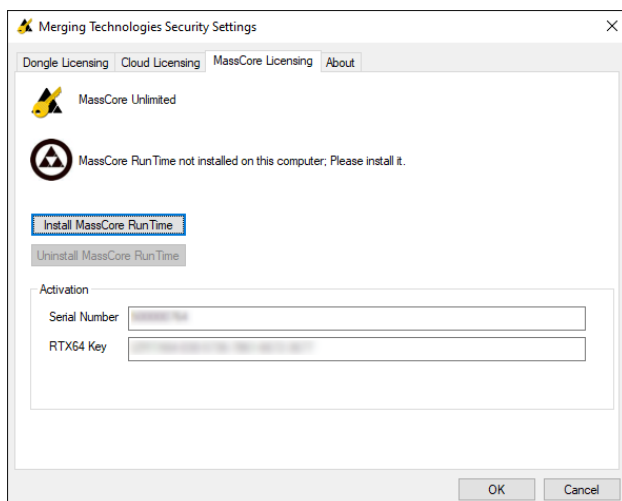 Merging Technologies Security Settings
Dongle Licensing Cloud Licensing MassCore Licensing About
MassCore Unlimited
MassCore RunTime not installed on this computer; Please install it.
Install MassCore RunTime
Uninstall MassCore RunTime
Activation
Serial Number
RTX64 Key
OK Cancel